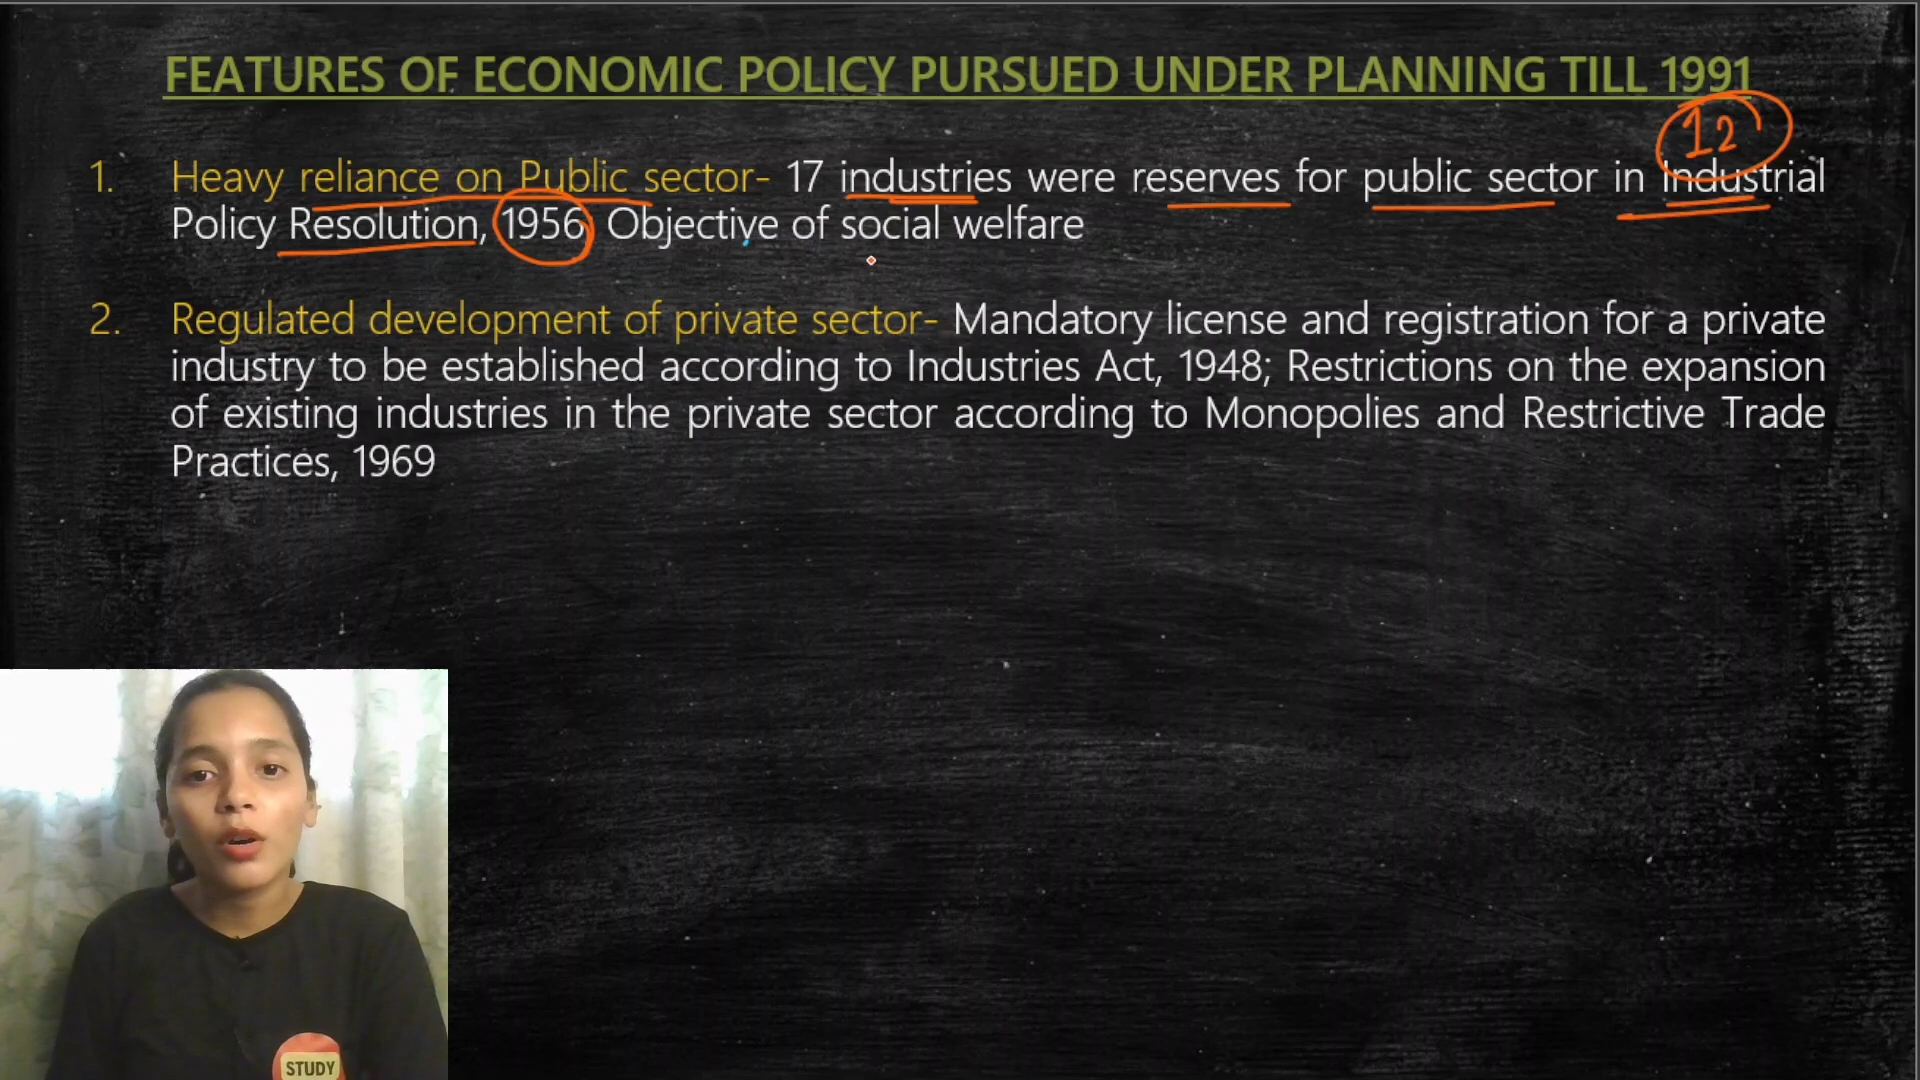 FEATURES OF ECONOMIC POLICY PURSUED UNDER PLANNING TILL 1991
12
1. Heavy reliance on Public sector- 17 industries were reserves for public sector in Industrial
Policy Resolution, 1956; Objective of social welfare
2. Regulated development of private sector- Mandatory license and registration for a private
industry to be established according to Industries Act, 1948; Restrictions on the expansion
of existing industries in the private sector according to Monopolies and Restrictive Trade
Practices, 1969
STUDY